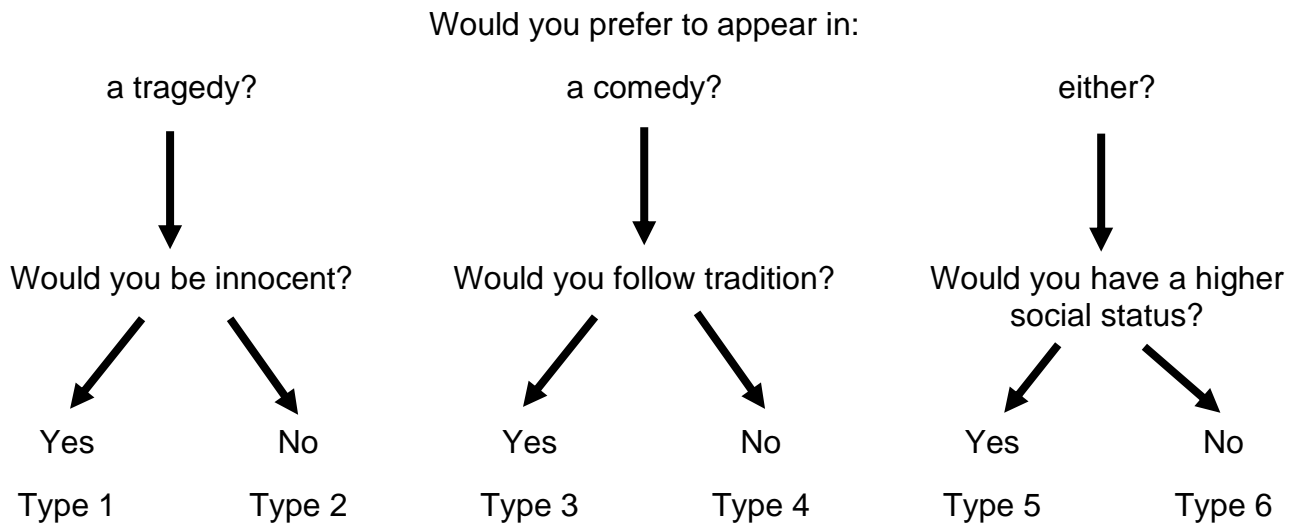 Would you prefer to appear in:
a tragedy?
a comedy?
either?
Would you be innocent?
Would you follow tradition?
Would you have a higher
social status?
Yes
No
Yes
No
Yes
No
Type 1
Type 2
Type 3
Type 4
Type 5
Type 6